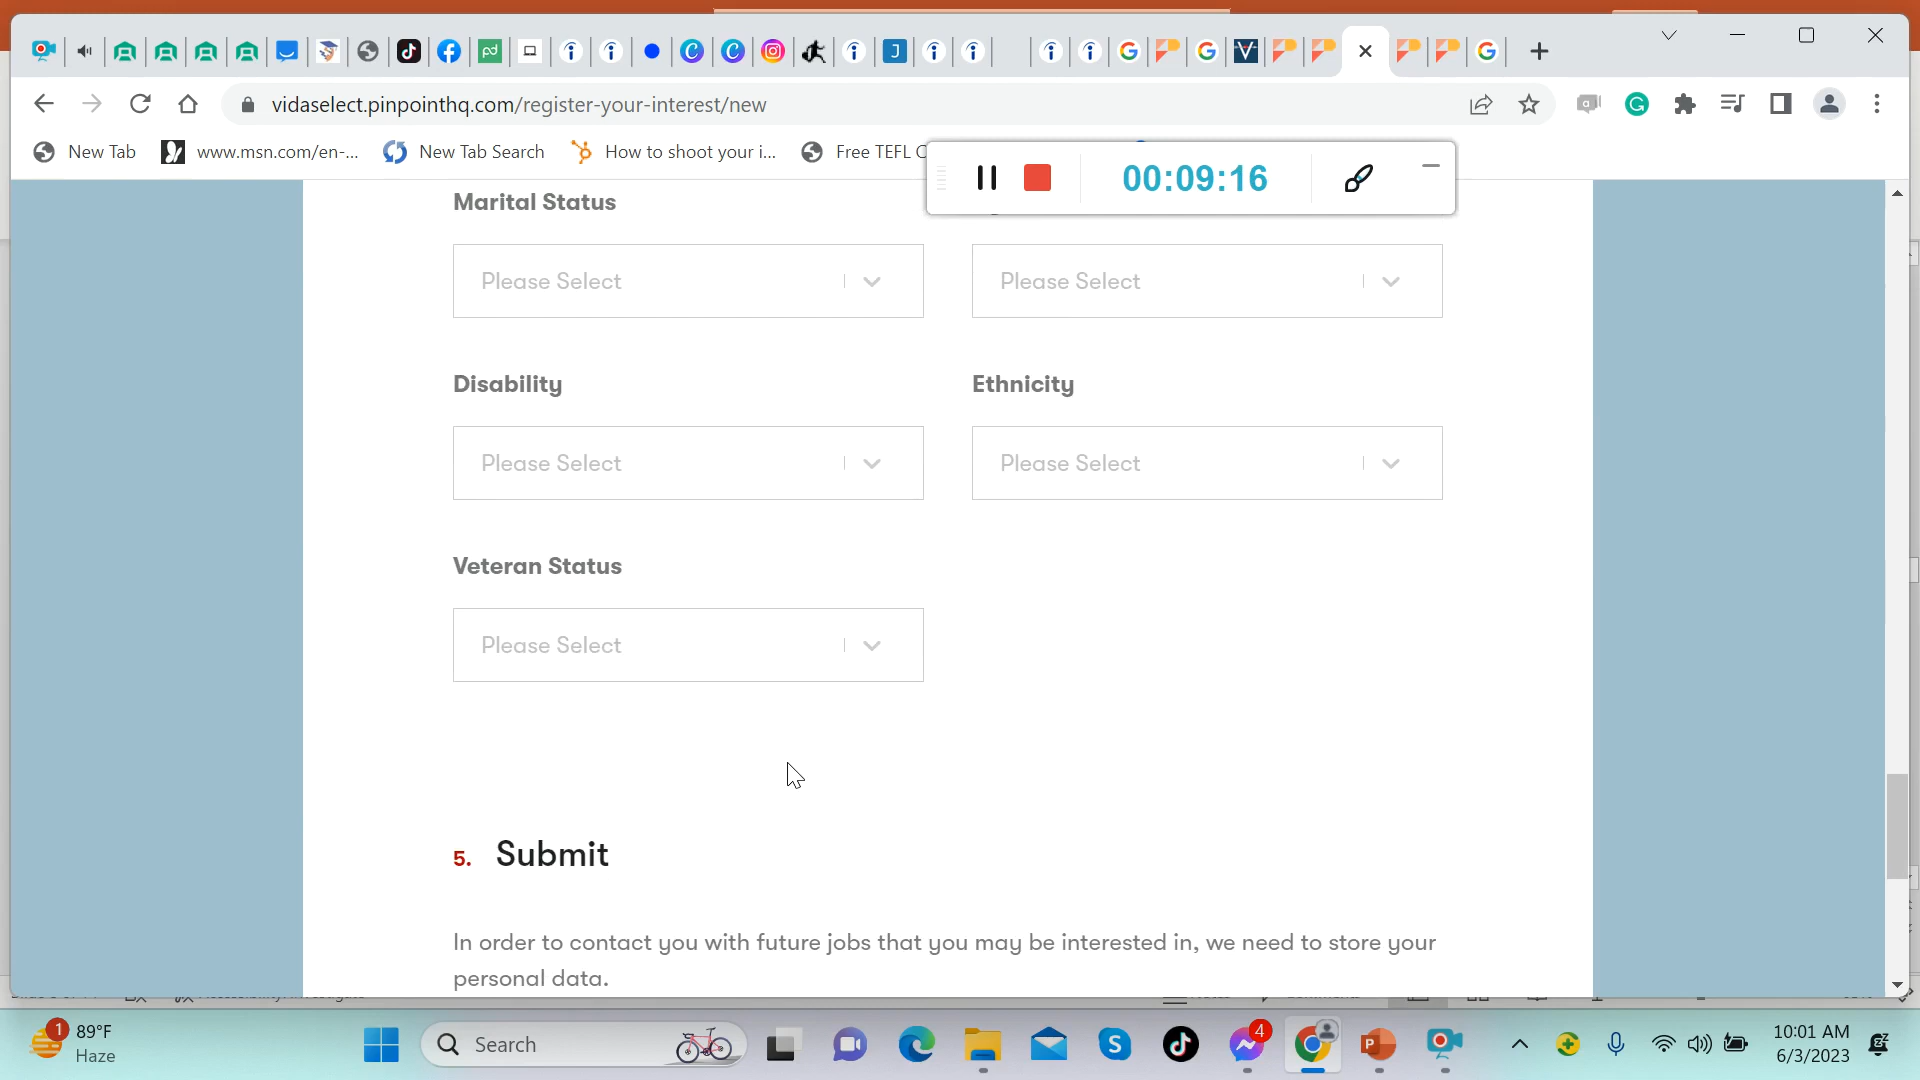 vidaselect.pinpointhq.com/register-your-interest/new
New Tab
www.msn.com/en-...
New Tab Search
How to shoot your i...
Free TEFL C
00:09:16
Marital Status
Please Select
Please Select
Disability
Ethnicity
Please Select
Please Select
Veteran Status
Please Select
5. Submit
In order to contact you with future jobs that you may be interested in, we need to store your
personal data.
1
89°F
Haze
Search
4
10:01 AM
6/3/2023